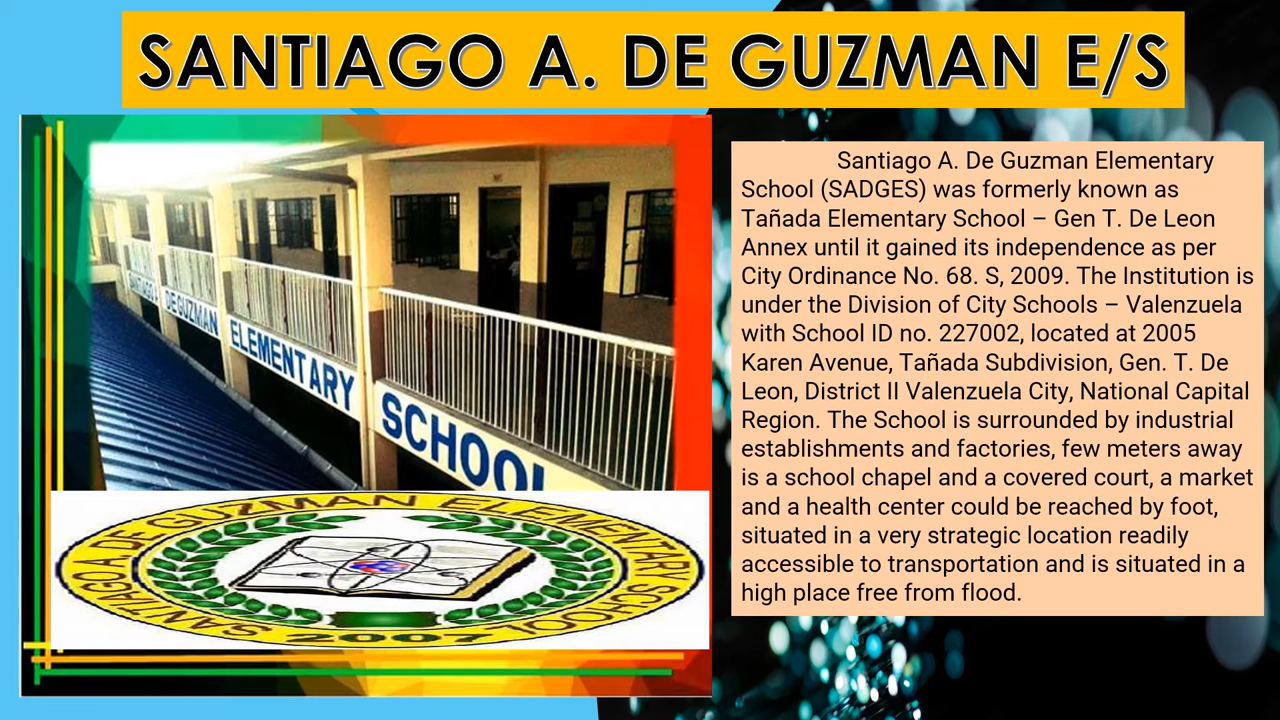 SANTIAGO A. DE GUZMAN E/S
SANTIAGO A. DE GUZMAN ELEMENTARY SCHOOL
SANTIAGO A DE GUZMAN ELEMENTARY SCHOOL
2007
Santiago A. De Guzman Elementary
School (SADGES) was formerly known as
Tañada Elementary School – Gen T. De Leon
Annex until it gained its independence as per
City Ordinance No. 68. S, 2009. The Institution is
under the Division of City Schools – Valenzuela
with School ID no. 227002, located at 2005
Karen Avenue, Tañada Subdivision, Gen. T. De
Leon, District II Valenzuela City, National Capital
Region. The School is surrounded by industrial
establishments and factories, few meters away
is a school chapel and a covered court, a market
and a health center could be reached by foot,
situated in a very strategic location readily
accessible to transportation and is situated in a
high place free from flood.